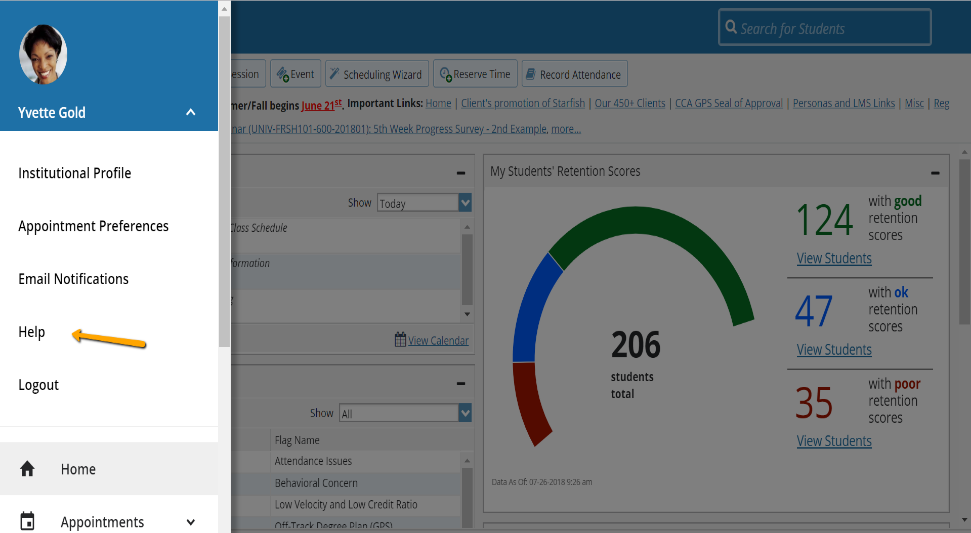 Yvette Gold
Institutional Profile
Appointment Preferences
Email Notifications
Help
Logout
Home
Appointments
Search for Students
Event
Scheduling Wizard
Reserve Time
Record Attendance
begins June 21st. Important Links: Home | Client's promotion of Starfish | Our 450+ Clients | CCA GPS Seal of Approval | Personas and LMS Links | Misc | Reg
(UNIV-FRSH101-600-201801): 5th Week Progress Survey - 2nd Example, more...
Show Today
Class Schedule
View Calendar
Show All
Flag Name
Attendance Issues
Behavioral Concern
Low Velocity and Low Credit Ratio
Off-Track Degree Plan (GPS)
My Students' Retention Scores
206
students
total
124
with good
retention
scores
View Students
47
with ok
retention
scores
View Students
35
with poor
retention
scores
View Students
Data As Of: 07-26-2018 9:26 am